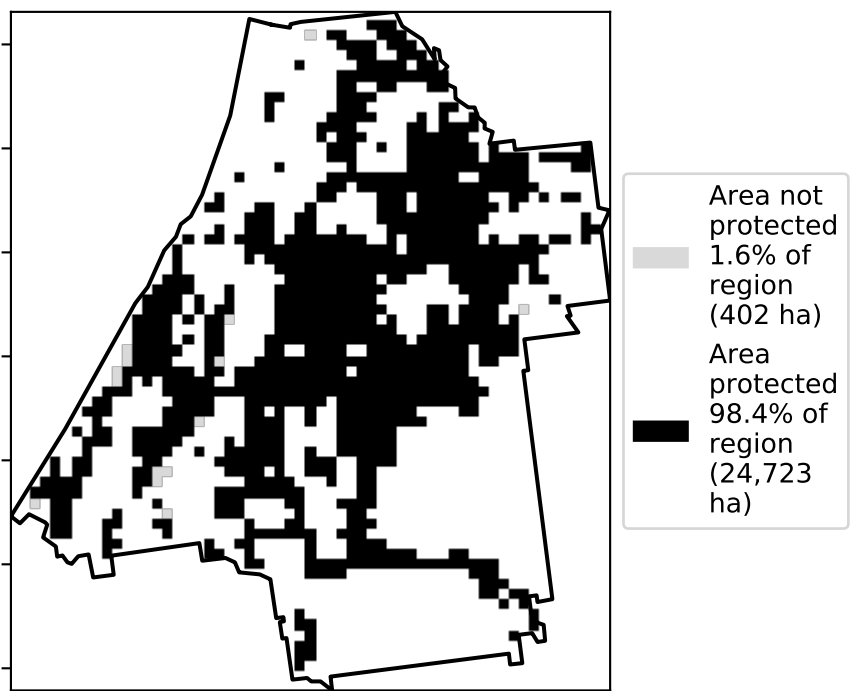 Area not
protected
1.6% of
region
(402 ha)
Area
protected
98.4% of
region
(24,723
ha)